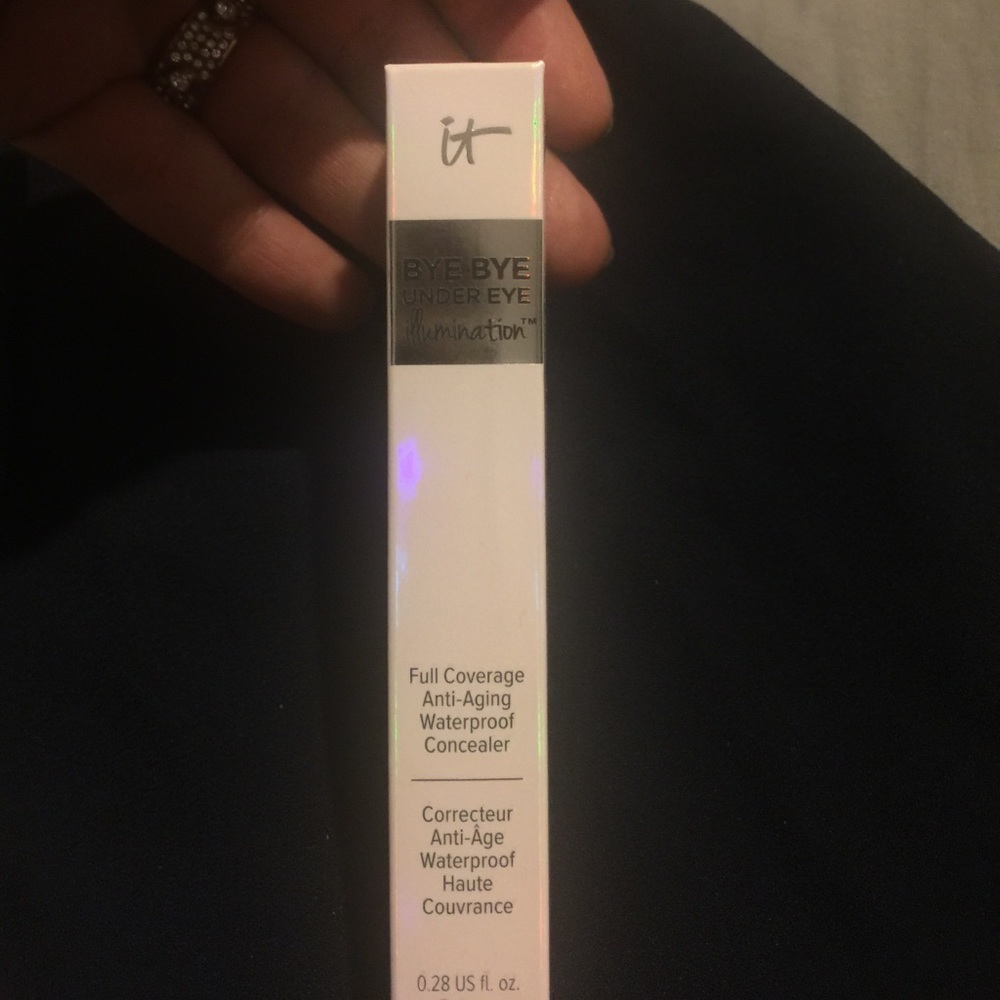 it
BYE BYE
UNDER EYE
illumination™
Full Coverage
Anti-Aging
Waterproof
Concealer
Correcteur
Anti-Âge
Waterproof
Haute
Couvrance
0.28 US fl. oz.